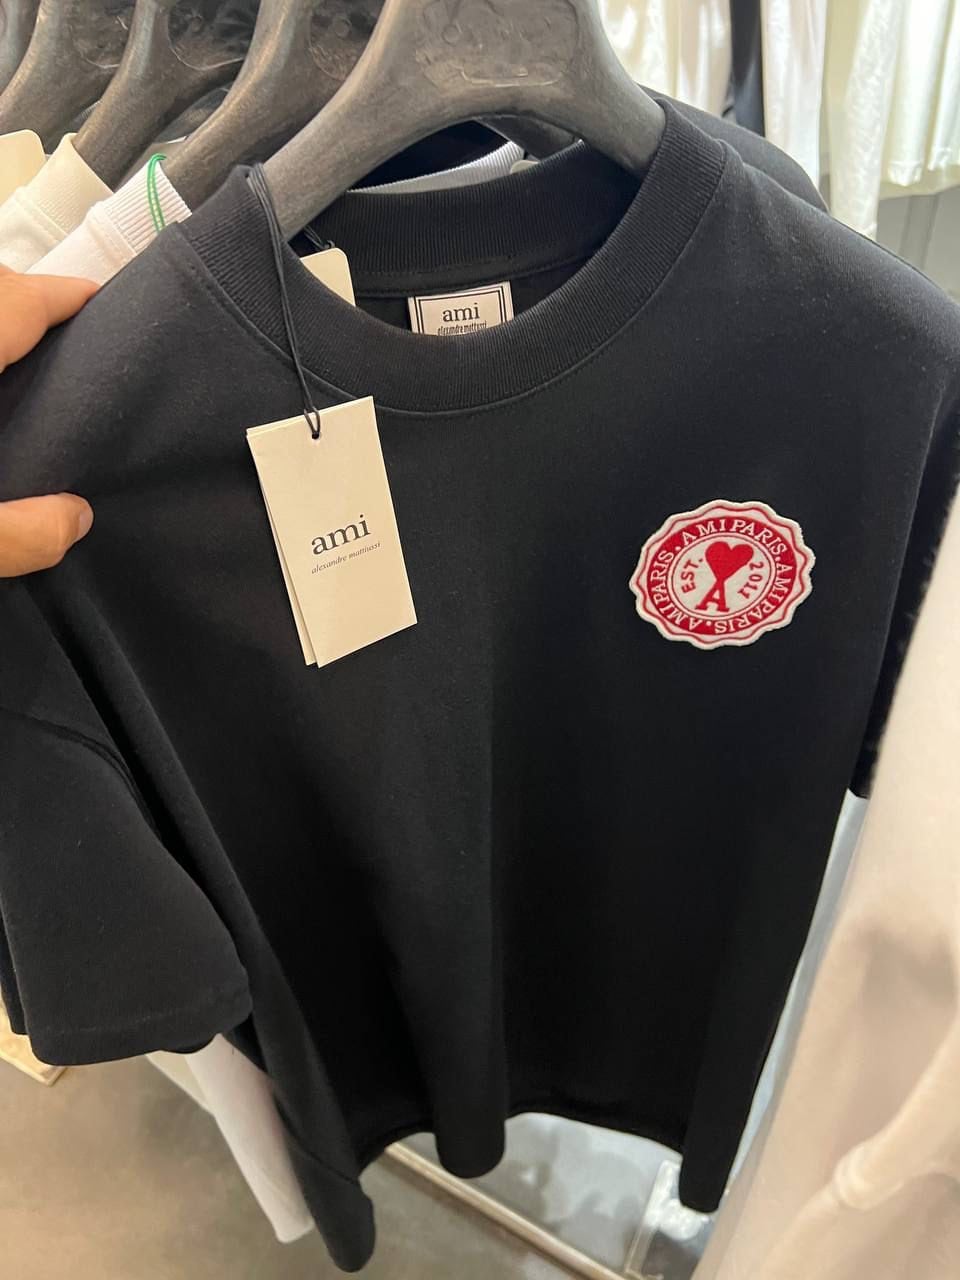 ami
alexandre mattiussi
ami
alexandre mattiussi
AMIPARIS.AMIPARIS.AMIPARIS.
EST. 2011
A